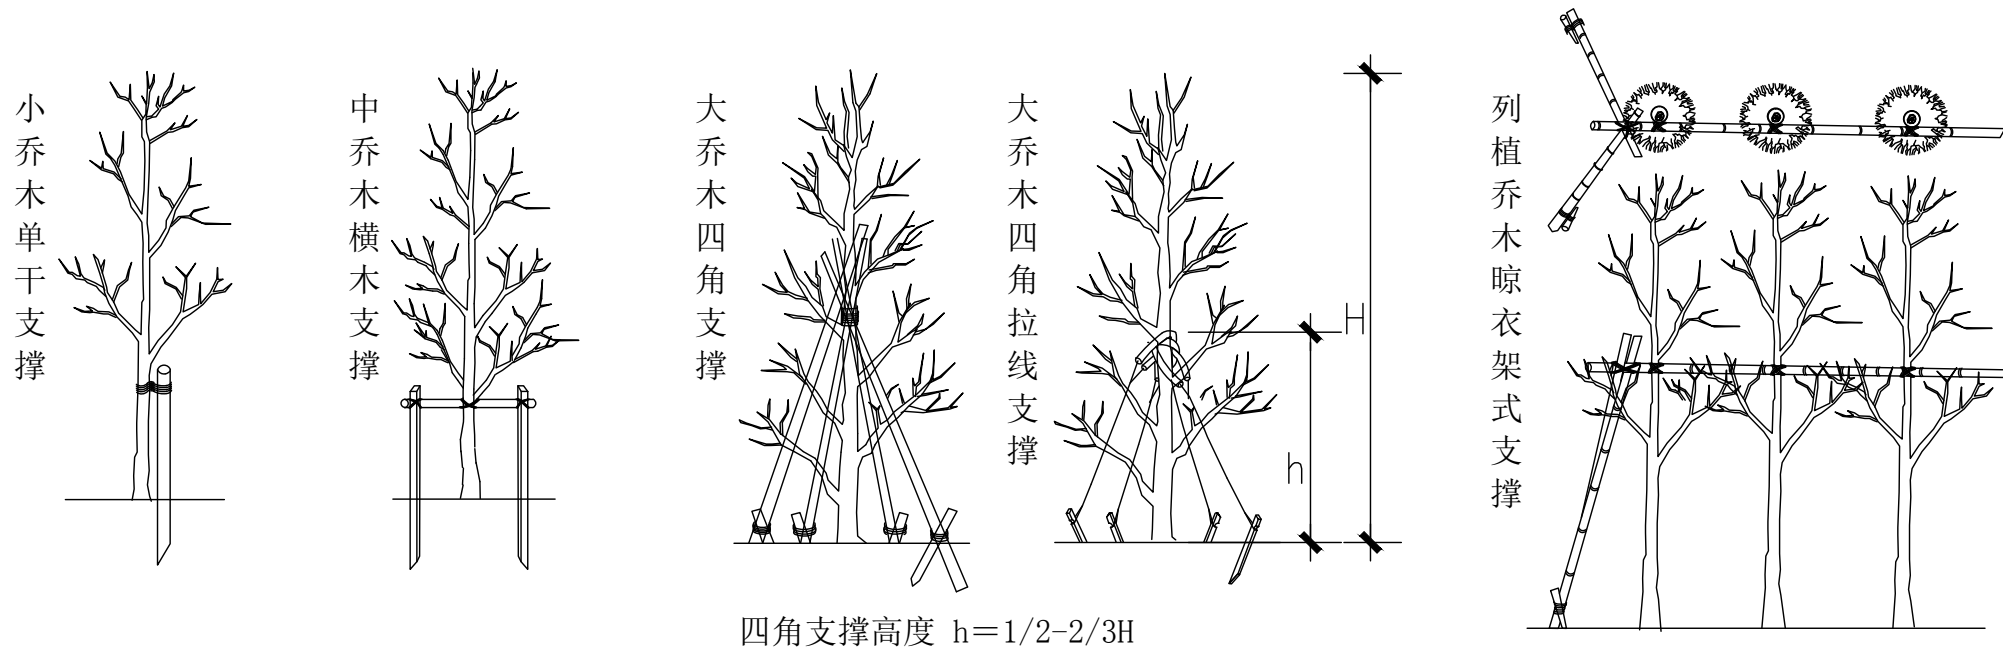 小乔木单干支撑
中乔木横木支撑
大乔木四角支撑
大乔木四角拉线支撑
H
h
列植乔木晾衣架式支撑
四角支撑高度 h=1/2-2/3H